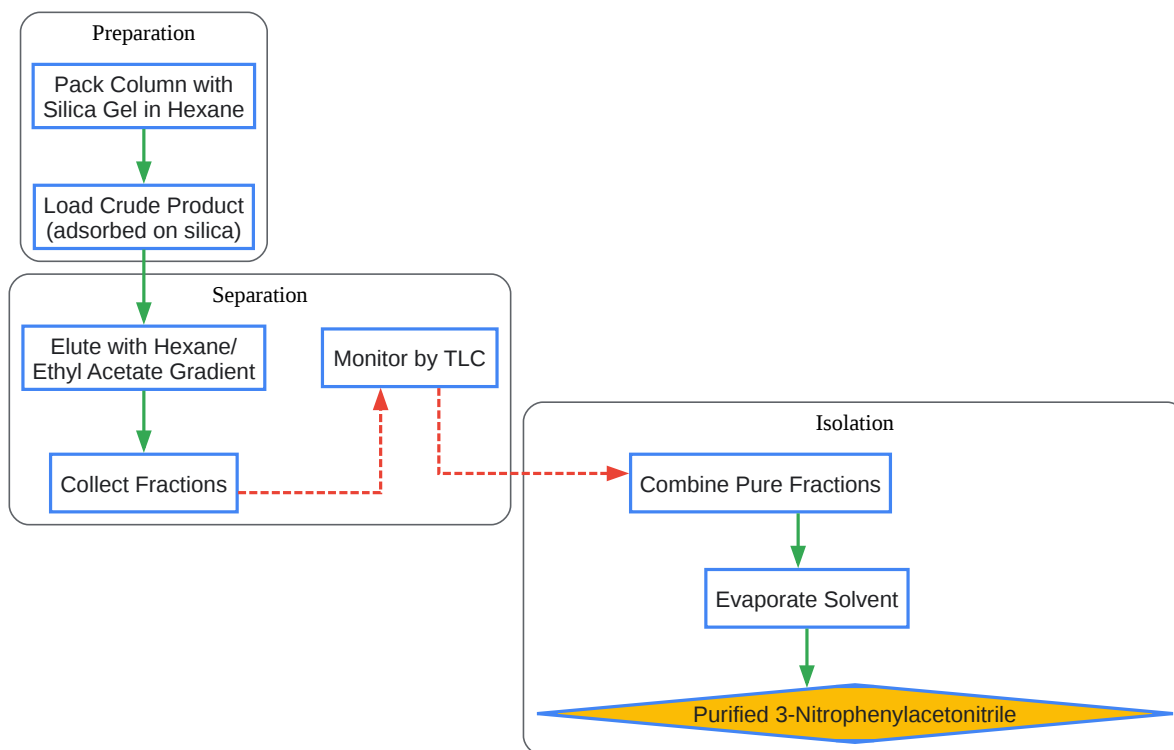 Preparation
Pack Column with
Silica Gel in Hexane
Load Crude Product
(adsorbed on silica)
Separation
Elute with Hexane/
Ethyl Acetate Gradient
Monitor by TLC
Collect Fractions
Isolation
Combine Pure Fractions
Evaporate Solvent
Purified 3-Nitrophenylacetonitrile